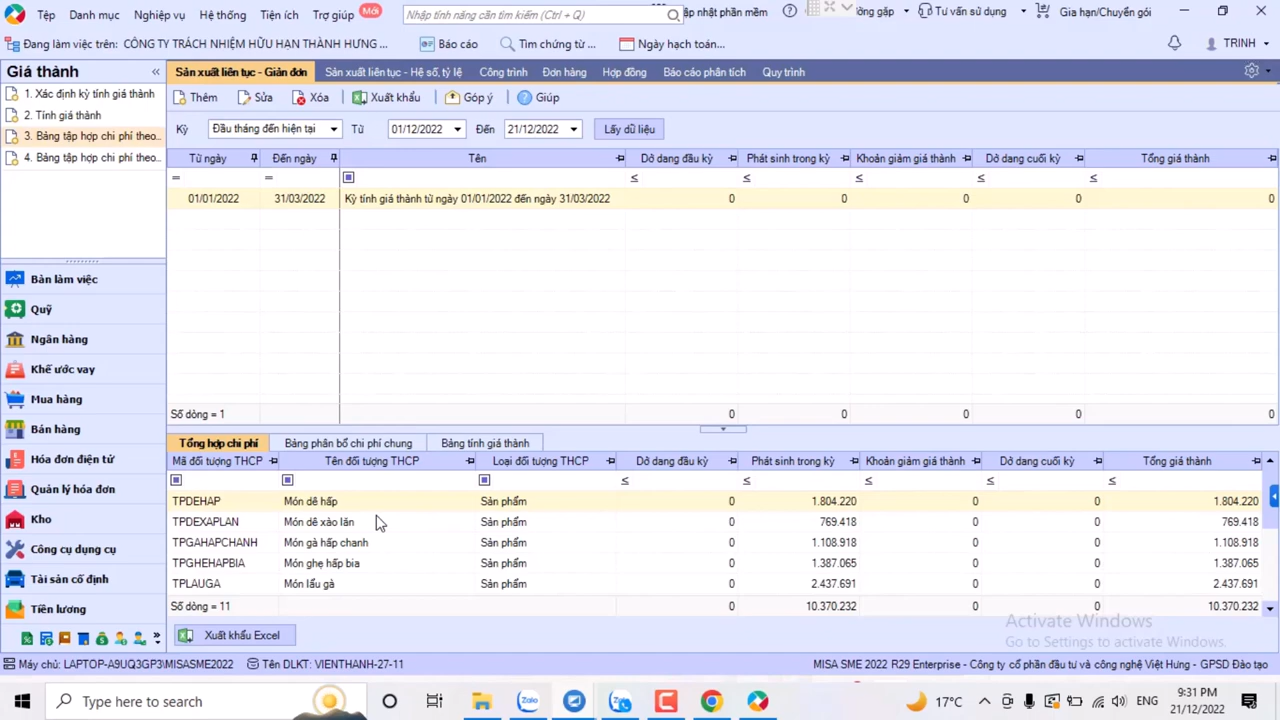 Tệp Danh mục Nghiệp vụ Hệ thống Tiện ích Trợ giúp Mới Nhập tính năng cần tìm kiếm (Ctrl + Q) nhật phần mềm Tư vấn sử dụng Gia hạn/Chuyển gói
Đang làm việc trên: CÔNG TY TRÁCH NHIỆM HỮU HẠN THÀNH HƯNG ... Báo cáo Tìm chứng từ ... Ngày hạch toán... TRINH
Giá thành «
1. Xác định kỳ tính giá thành
2. Tính giá thành
3. Bảng tập hợp chi phí theo...
4. Bảng tập hợp chi phí theo...
Bàn làm việc
Quỹ
Ngân hàng
Khế ước vay
Mua hàng
Bán hàng
Hóa đơn điện tử
Quản lý hóa đơn
Kho
Công cụ dụng cụ
Tài sản cố định
Tiền lương
Sản xuất liên tục - Giản đơn Sản xuất liên tục - Hệ số, tỷ lệ Công trình Đơn hàng Hợp đồng Báo cáo phân tích Quy trình
Thêm Sửa Xóa Xuất khẩu Góp ý Giúp
Kỳ Đầu tháng đến hiện tại Từ 01/12/2022 Đến 21/12/2022 Lấy dữ liệu
Từ ngày Đến ngày Tên Dở dang đầu kỳ Phát sinh trong kỳ Khoản giảm giá thành Dở dang cuối kỳ Tổng giá thành
= = ≤ ≤ ≤ ≤ ≤
01/01/2022 31/03/2022 Kỳ tính giá thành từ ngày 01/01/2022 đến ngày 31/03/2022 0 0 0 0 0
Số dòng = 1 0 0 0 0 0
Tổng hợp chi phí Bảng phân bổ chi phí chung Bảng tính giá thành
Mã đối tượng THCP Tên đối tượng THCP Loại đối tượng THCP Dở dang đầu kỳ Phát sinh trong kỳ Khoản giảm giá thành Dở dang cuối kỳ Tổng giá thành
≤ ≤ ≤ ≤ ≤
TPDEHAP Món dê hấp Sản phẩm 0 1.804.220 0 0 1.804.220
TPDEXAPLAN Món dê xào lăn Sản phẩm 0 769.418 0 0 769.418
TPGAHAPCHANH Món gà hấp chanh Sản phẩm 0 1.108.918 0 0 1.108.918
TPGHEHAPBIA Món ghẹ hấp bia Sản phẩm 0 1.387.065 0 0 1.387.065
TPLAUGA Món lẩu gà Sản phẩm 0 2.437.691 0 0 2.437.691
Số dòng = 11 0 10.370.232 0 0 10.370.232
Xuất khẩu Excel
Activate Windows
Go to Settings to activate Windows.
Máy chủ: LAPTOP-A9UQ3GP3\MISASME2022 Tên DLKT: VIENTHANH-27-11 MISA SME 2022 R29 Enterprise - Công ty cổ phần đầu tư và công nghệ Việt Hưng - GPSD Đào tạo
Type here to search Zalo 17°C ENG 9:31 PM
21/12/2022